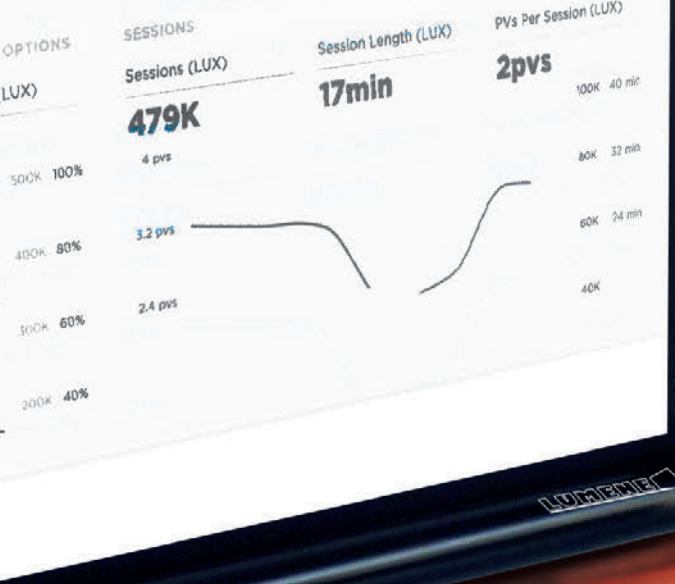 OPTIONS
(LUX)
500K 100%
400K 80%
300K 60%
200K 40%
SESSIONS
Sessions (LUX)
479K
4 pvs
3.2 pvs
2.4 pvs
Session Length (LUX)
17min
PVs Per Session (LUX)
2pvs
100K 40 min
80K 32 min
60K 24 min
40K